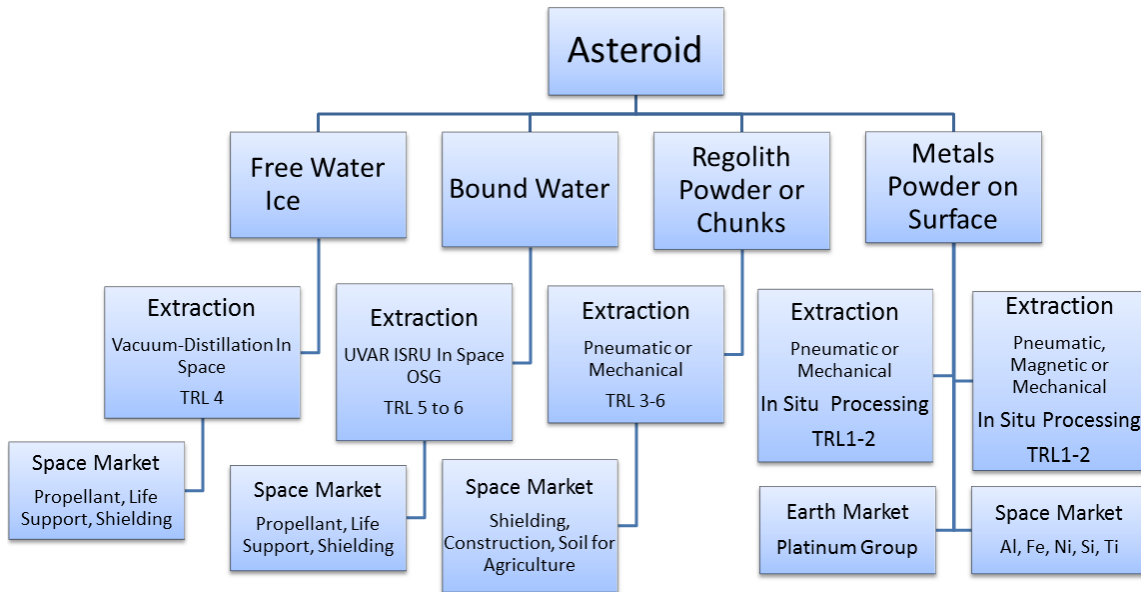 Asteroid
Free Water
Ice
Bound Water
Regolith
Powder or
Chunks
Metals
Powder on
Surface
Extraction
Vacuum-Distillation In
Space
TRL 4
Extraction
UVAR ISRU In Space
OSG
TRL 5 to 6
Extraction
Pneumatic or
Mechanical
TRL 3-6
Extraction
Pneumatic or
Mechanical
In Situ Processing
TRL1-2
Extraction
Pneumatic,
Magnetic or
Mechanical
In Situ Processing
TRL1-2
Space Market
Propellant, Life
Support, Shielding
Space Market
Propellant, Life
Support, Shielding
Space Market
Shielding,
Construction, Soil for
Agriculture
Earth Market
Platinum Group
Space Market
Al, Fe, Ni, Si, Ti